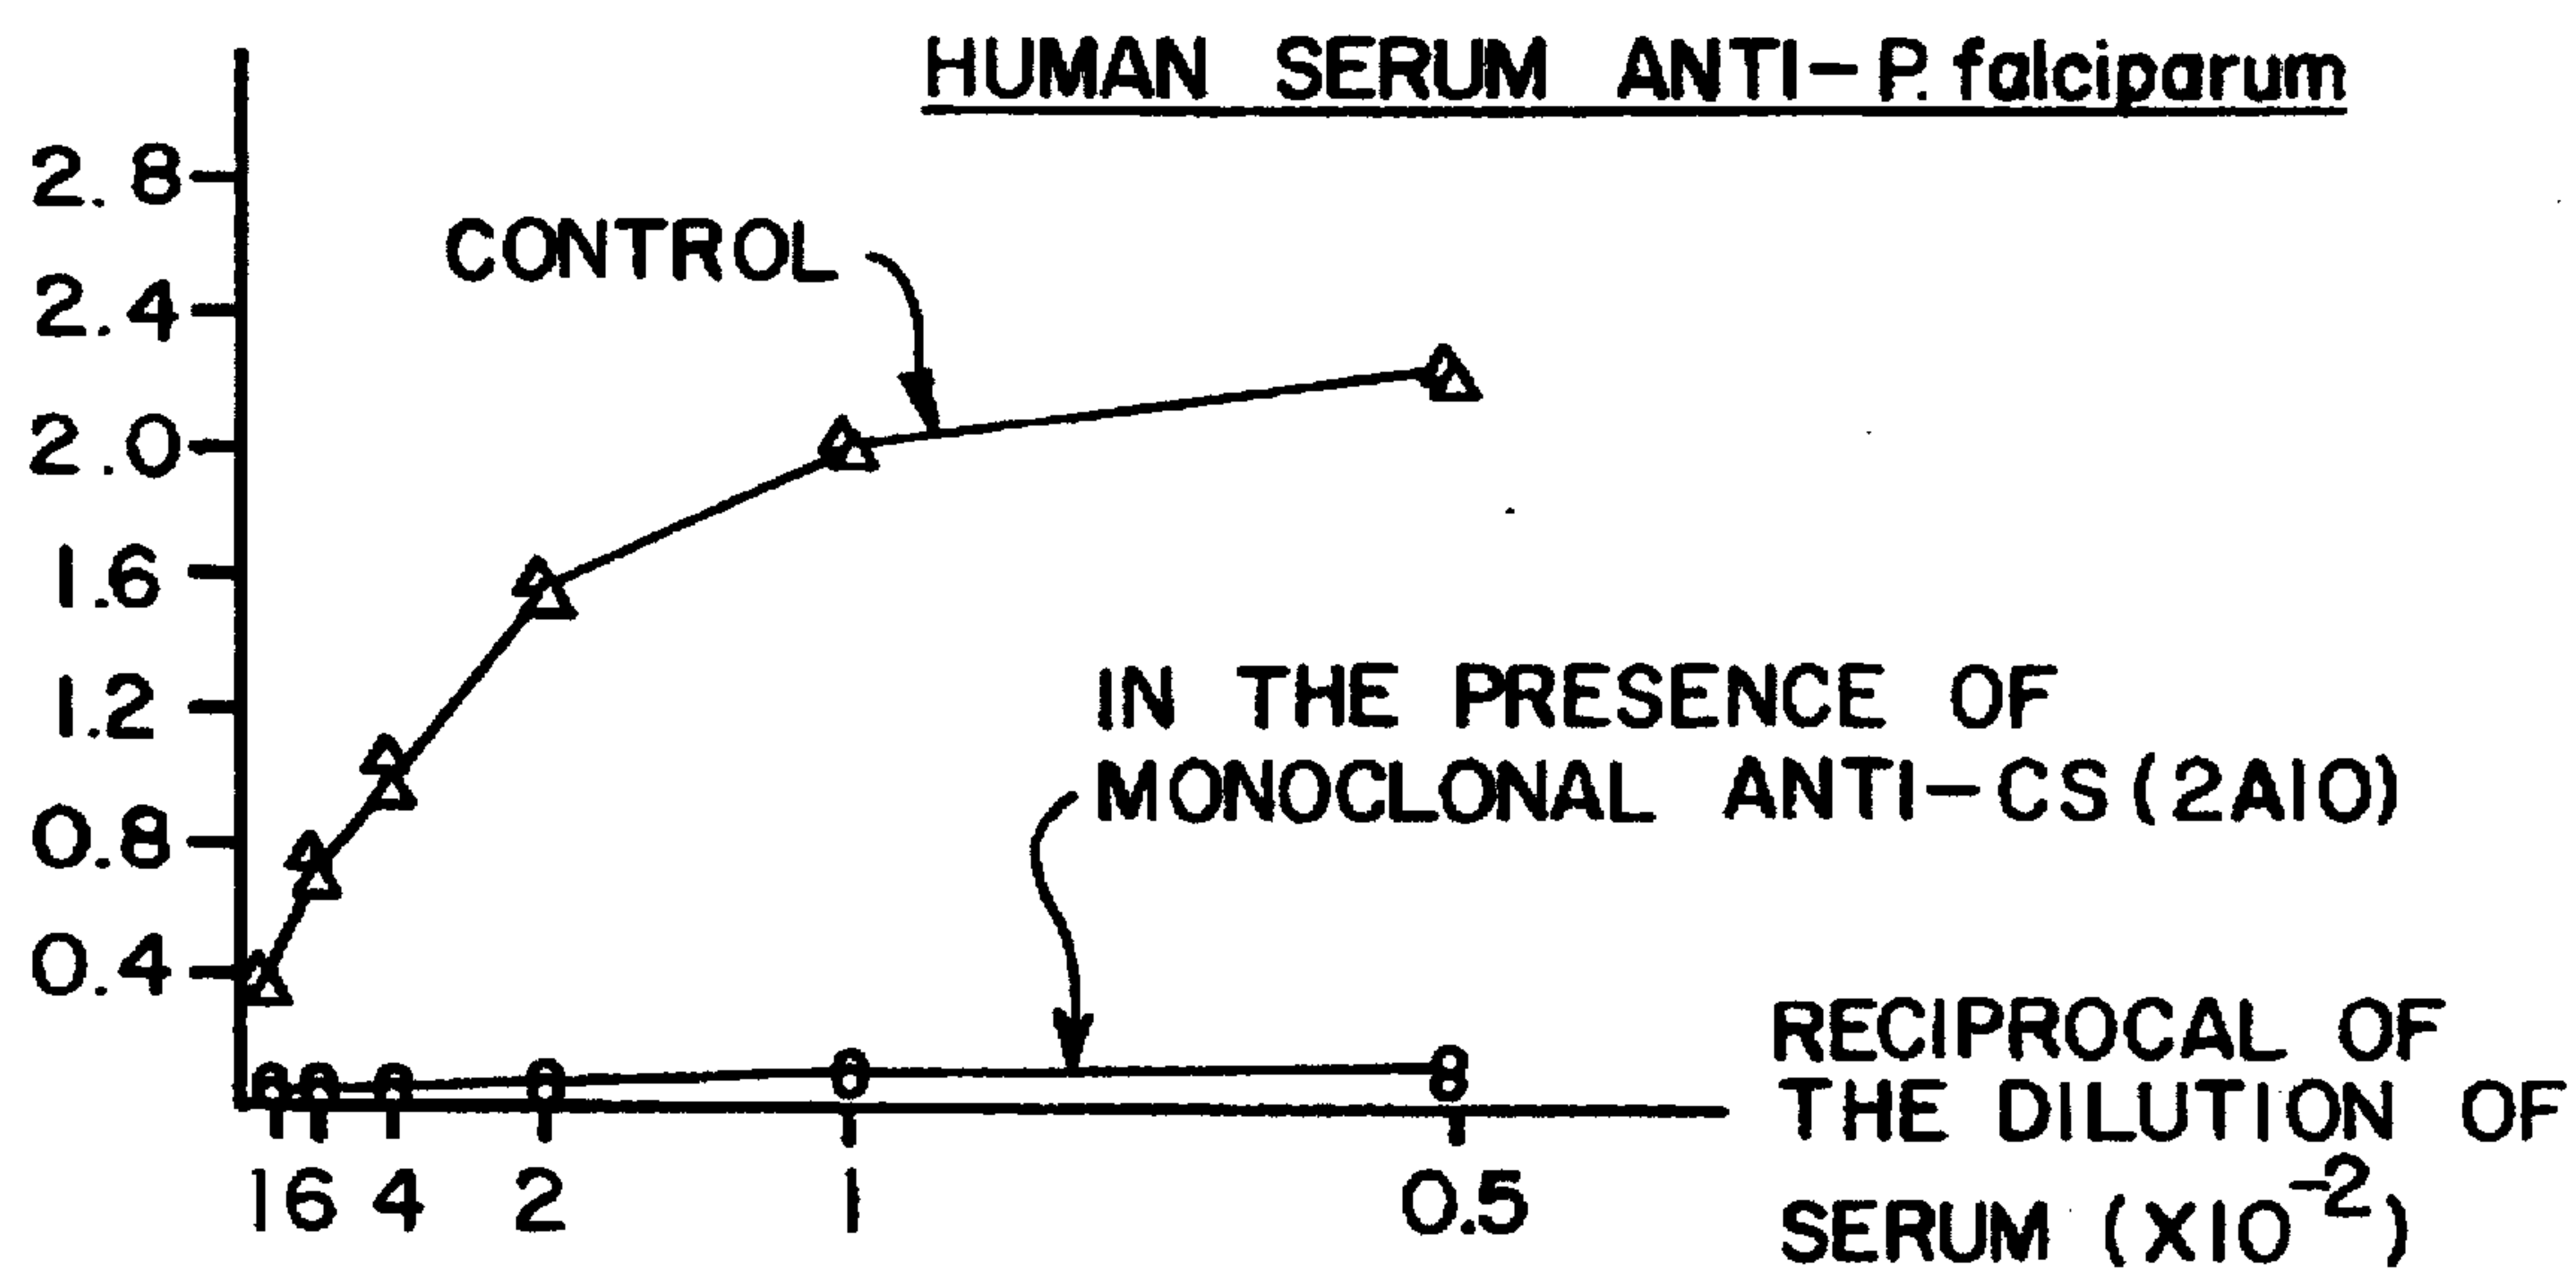 HUMAN SERUM ANTI-P. falciparum
2.8
CONTROL
2.4
2.0
1.6
1.2
IN THE PRESENCE OF
MONOCLONAL ANTI-CS(2A10)
0.8
0.4
RECIPROCAL OF
THE DILUTION OF
SERUM (X10⁻²)
16 4 2 1 0.5